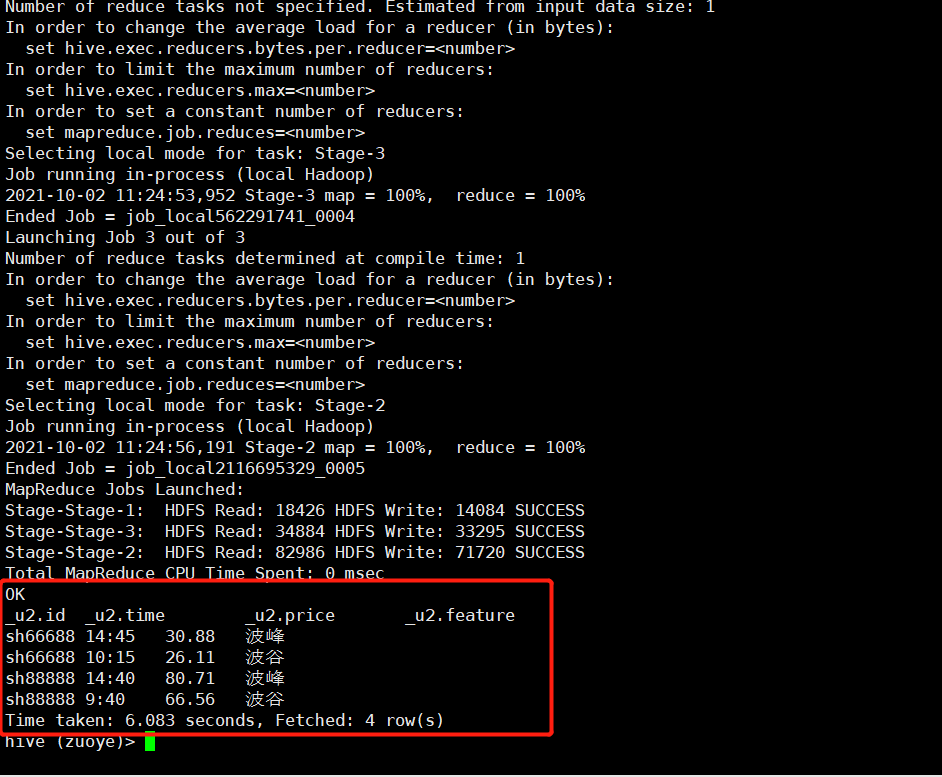 Number of reduce tasks not specified. Estimated from input data size: 1
In order to change the average load for a reducer (in bytes):
  set hive.exec.reducers.bytes.per.reducer=<number>
In order to limit the maximum number of reducers:
  set hive.exec.reducers.max=<number>
In order to set a constant number of reducers:
  set mapreduce.job.reduces=<number>
Selecting local mode for task: Stage-3
Job running in-process (local Hadoop)
2021-10-02 11:24:53,952 Stage-3 map = 100%,  reduce = 100%
Ended Job = job_local562291741_0004
Launching Job 3 out of 3
Number of reduce tasks determined at compile time: 1
In order to change the average load for a reducer (in bytes):
  set hive.exec.reducers.bytes.per.reducer=<number>
In order to limit the maximum number of reducers:
  set hive.exec.reducers.max=<number>
In order to set a constant number of reducers:
  set mapreduce.job.reduces=<number>
Selecting local mode for task: Stage-2
Job running in-process (local Hadoop)
2021-10-02 11:24:56,191 Stage-2 map = 100%,  reduce = 100%
Ended Job = job_local2116695329_0005
MapReduce Jobs Launched:
Stage-Stage-1:  HDFS Read: 18426 HDFS Write: 14084 SUCCESS
Stage-Stage-3:  HDFS Read: 34884 HDFS Write: 33295 SUCCESS
Stage-Stage-2:  HDFS Read: 82986 HDFS Write: 71720 SUCCESS
Total MapReduce CPU Time Spent: 0 msec
OK
_u2.id  _u2.time        _u2.price       _u2.feature
sh66688 14:45   30.88   波峰
sh66688 10:15   26.11   波谷
sh88888 14:40   80.71   波峰
sh88888 9:40    66.56   波谷
Time taken: 6.083 seconds, Fetched: 4 row(s)
hive (zuoye)>